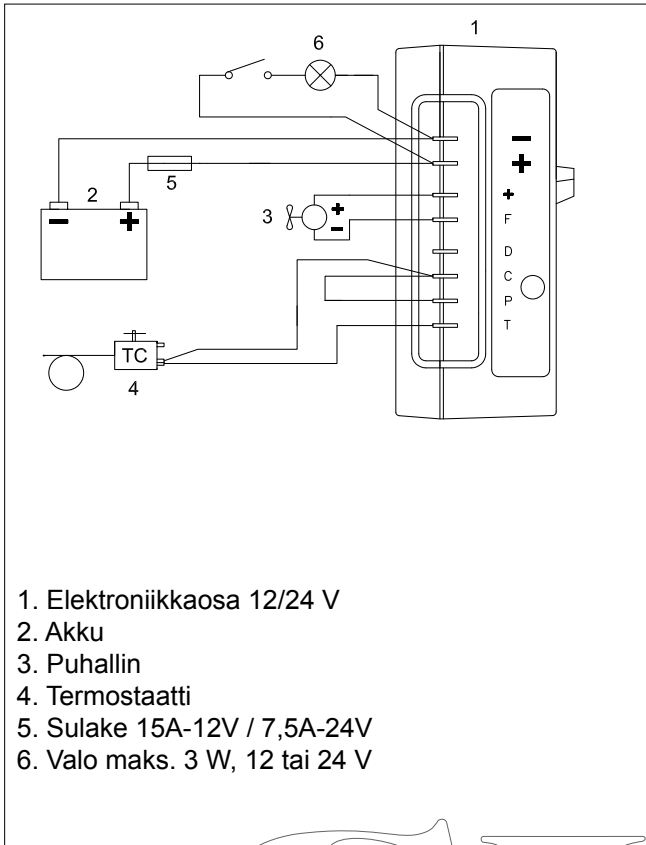 1
6
−
+
5
2
− +
+
3
+
−
F
D
C
P
T
TC
4
1. Elektroniikkaosa 12/24 V
2. Akku
3. Puhallin
4. Termostaatti
5. Sulake 15A-12V / 7,5A-24V
6. Valo maks. 3 W, 12 tai 24 V